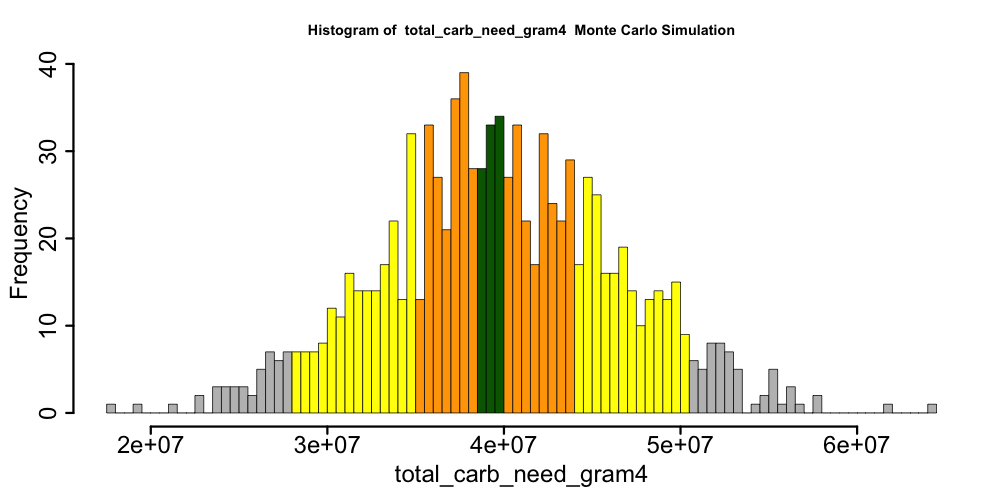 Histogram of  total_carb_need_gram4  Monte Carlo Simulation
40
30
20
10
0
Frequency
2e+07 3e+07 4e+07 5e+07 6e+07
total_carb_need_gram4